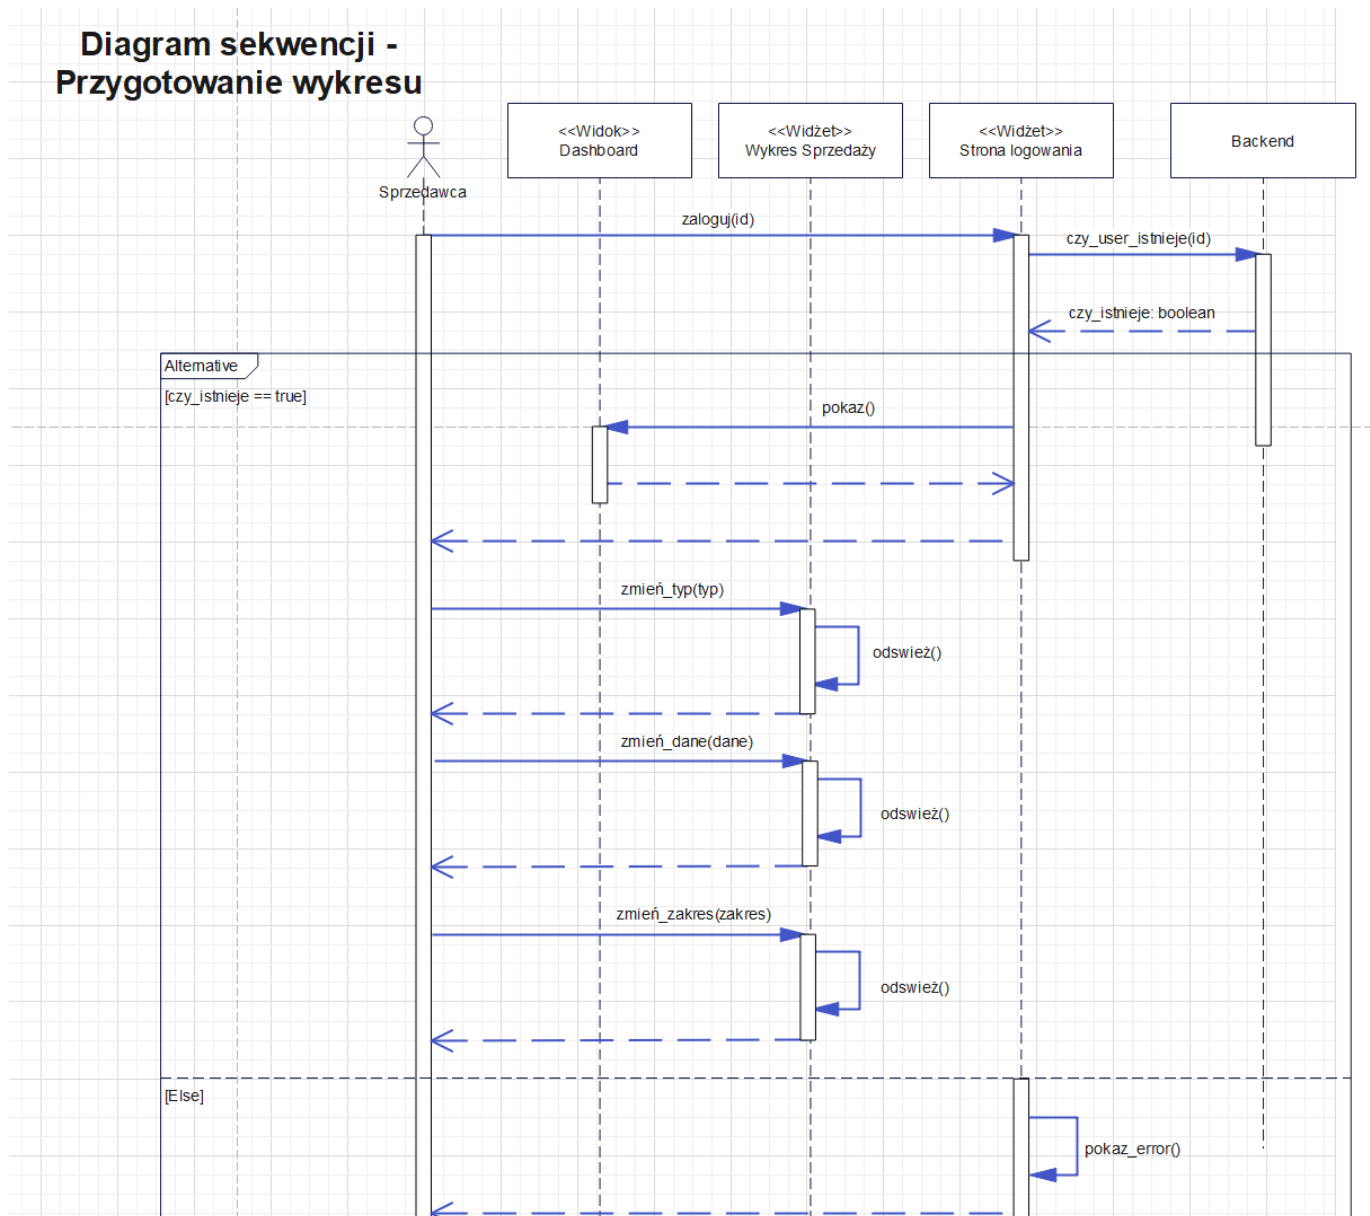 Diagram sekwencji -
Przygotowanie wykresu
<<Widok>>
Dashboard
<<Widżet>>
Wykres Sprzedaży
<<Widżet>>
Strona logowania
Backend
Sprzedawca
zaloguj(id)
czy_user_istnieje(id)
czy_istnieje: boolean
Alternative
[czy_istnieje == true]
pokaz()
zmień_typ(typ)
odswież()
zmień_dane(dane)
odswież()
zmień_zakres(zakres)
odswież()
[Else]
pokaz_error()